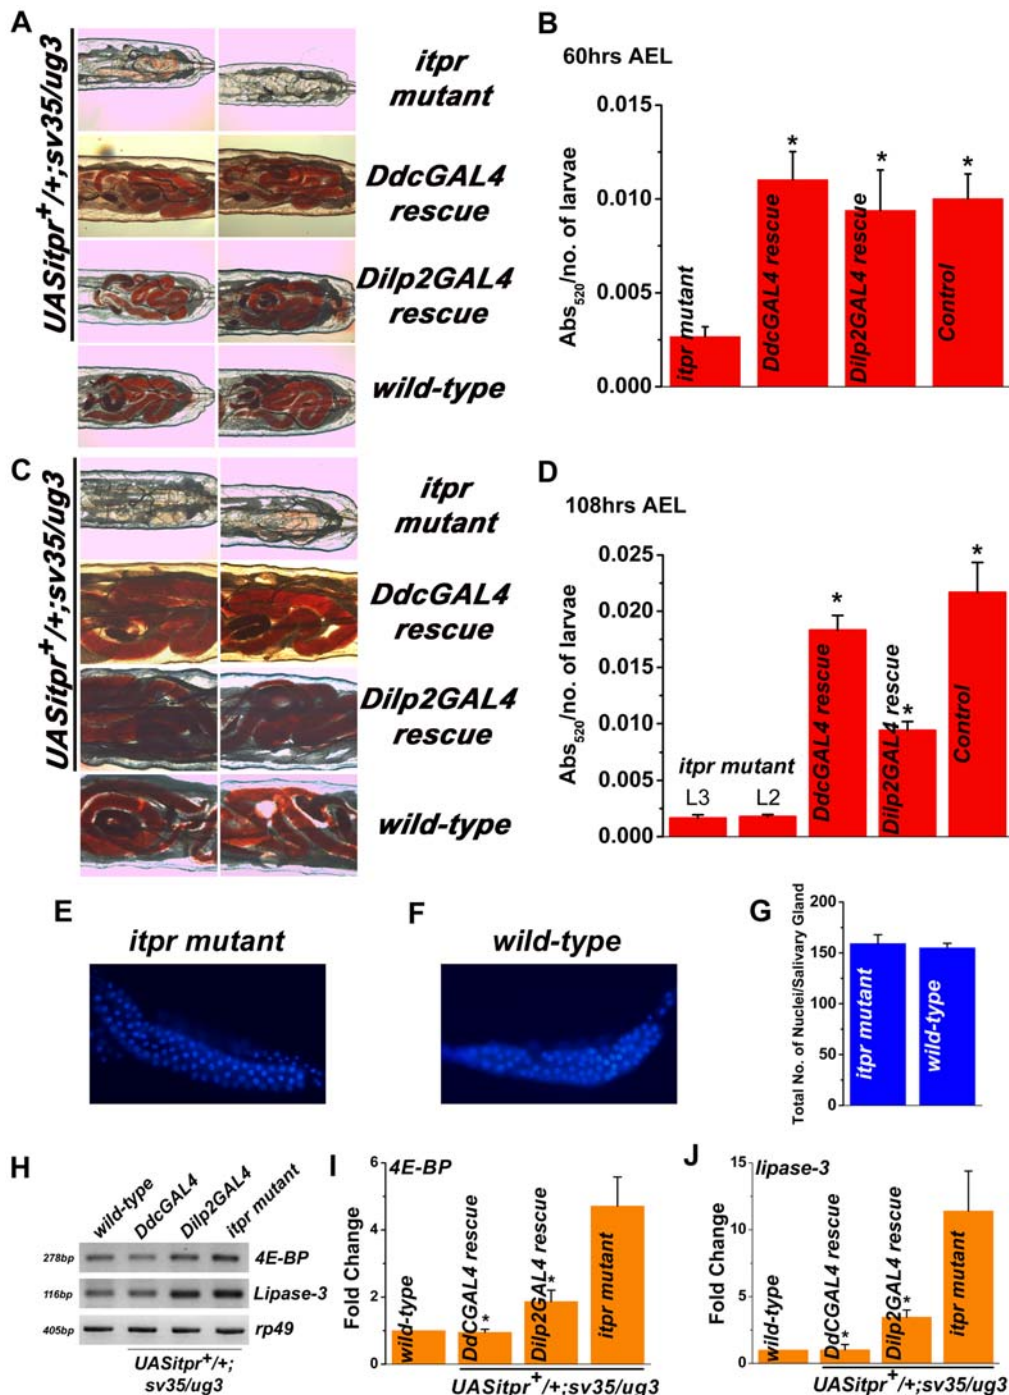 A
UASitpr+/+;sv35/ug3
itpr
mutant
DdcGAL4
rescue
Dilp2GAL4
rescue
wild-type
B
60hrs AEL
Abs520/no. of larvae
0.015
0.010
0.005
0.000
itpr mutant
DdcGAL4 rescue
*
Dilp2GAL4 rescue
*
Control
*
C
UASitpr+/+;sv35/ug3
itpr
mutant
DdcGAL4
rescue
Dilp2GAL4
rescue
wild-type
D
108hrs AEL
Abs520/no. of larvae
0.025
0.020
0.015
0.010
0.005
0.000
itpr mutant
L3
L2
DdcGAL4 rescue
*
Dilp2GAL4 rescue
*
Control
*
E
itpr mutant
F
wild-type
G
Total No. of Nuclei/Salivary Gland
200
150
100
50
0
itpr mutant
wild-type
H
wild-type
DdcGAL4
Dilp2GAL4
itpr mutant
278bp
4E-BP
116bp
Lipase-3
405bp
rp49
UASitpr+/+;
sv35/ug3
I
4E-BP
Fold Change
6
4
2
0
wild-type
DdCGAL4 rescue
*
Dilp2GAL4 rescue
*
itpr mutant
UASitpr+/+;sv35/ug3
J
lipase-3
Fold Change
15
10
5
0
wild-type
DdCGAL4 rescue
*
Dilp2GAL4 rescue
*
itpr mutant
UASitpr+/+;sv35/ug3